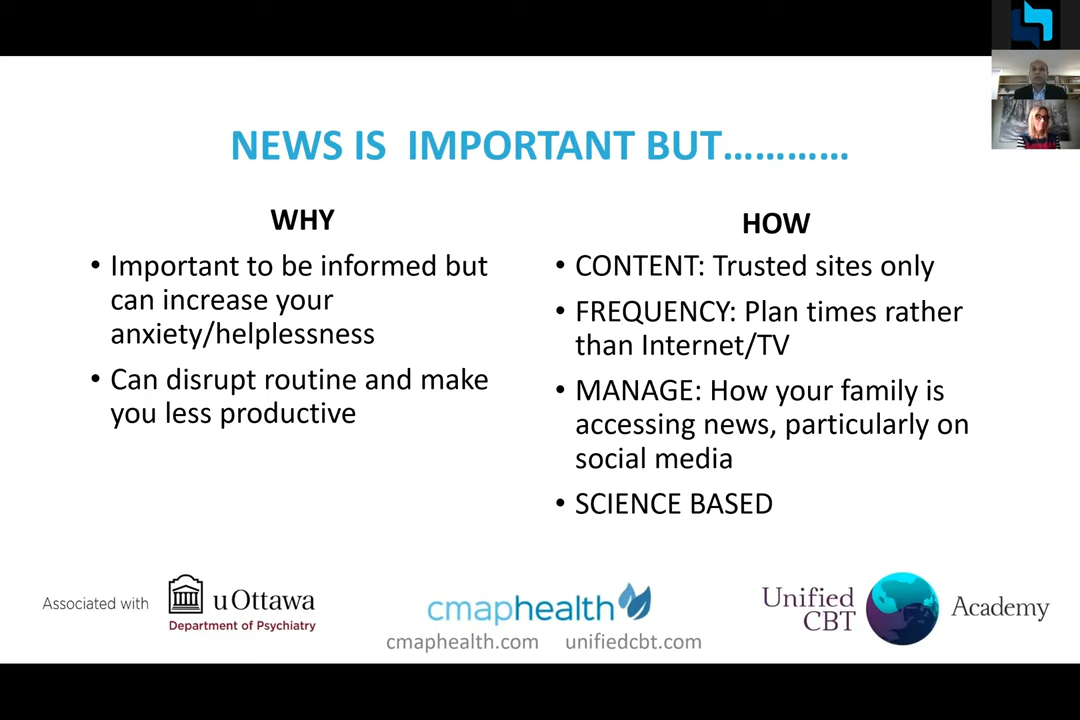 NEWS IS IMPORTANT BUT…………
WHY
• Important to be informed but
can increase your
anxiety/helplessness
• Can disrupt routine and make
you less productive
HOW
• CONTENT: Trusted sites only
• FREQUENCY: Plan times rather
than Internet/TV
• MANAGE: How your family is
accessing news, particularly on
social media
• SCIENCE BASED
Associated with
uOttawa
Department of Psychiatry
cmaphealth
cmaphealth.com unifiedcbt.com
Unified
CBT
Academy